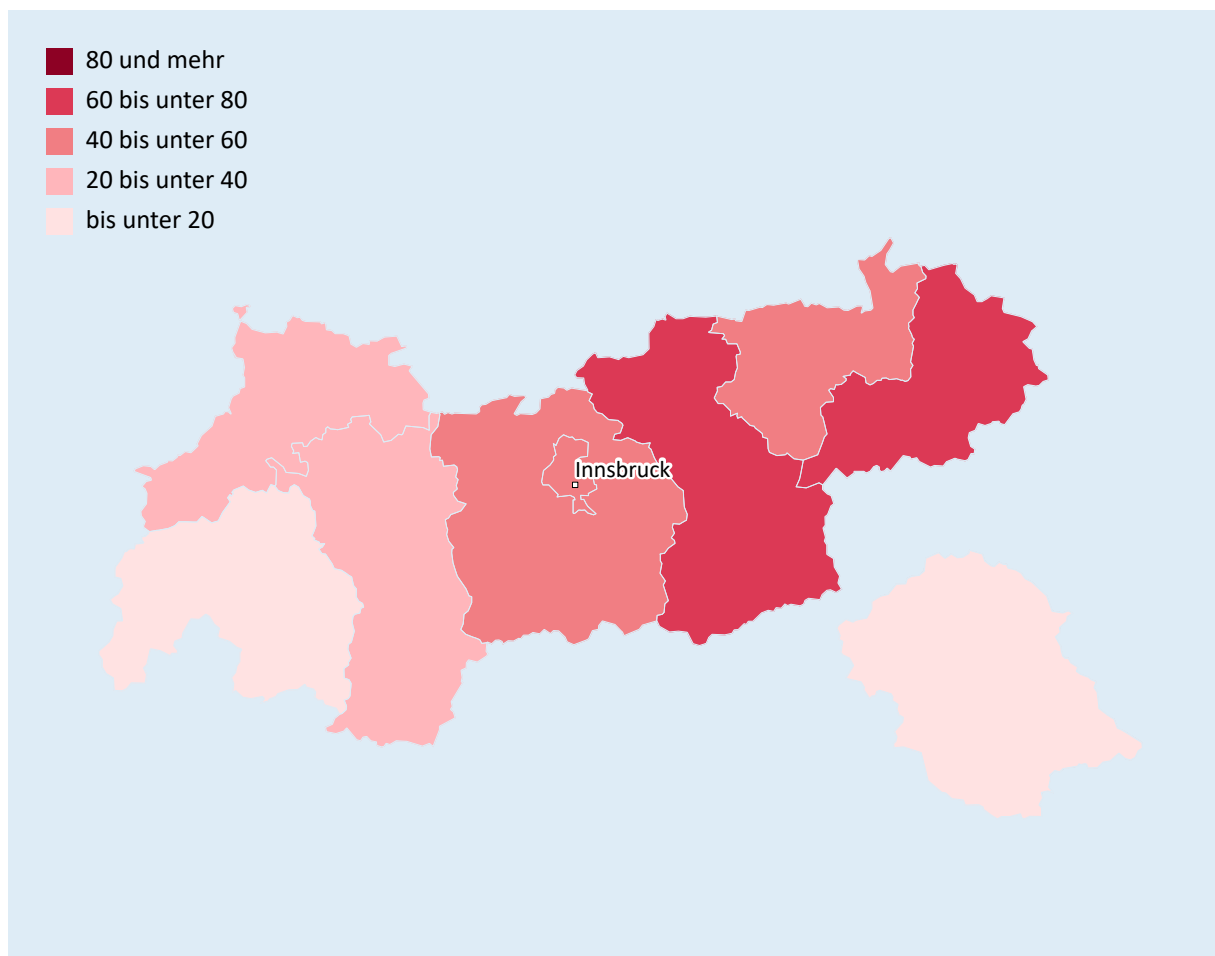 80 und mehr
60 bis unter 80
40 bis unter 60
20 bis unter 40
bis unter 20
Innsbruck